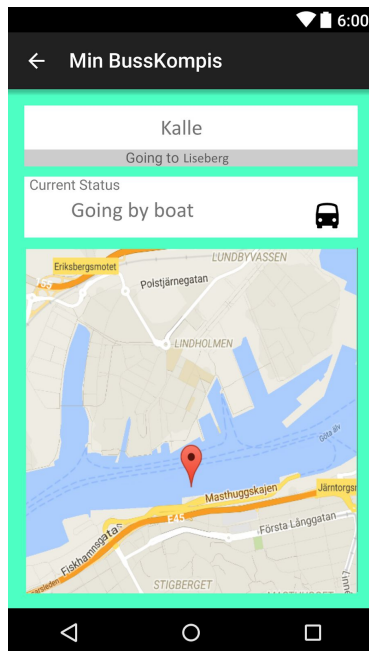 6:00
Min BussKompis
Kalle
Going to Liseberg
Current Status
Going by boat
LUNDBYVASSEN
Eriksbergsmotet
Polstjärnegatan
LINDHOLMEN
Göta älv
Järntorgsm
Masthuggskajen
E45
Första Långgatan
Fiskhamnsgatan
STIGBERGET